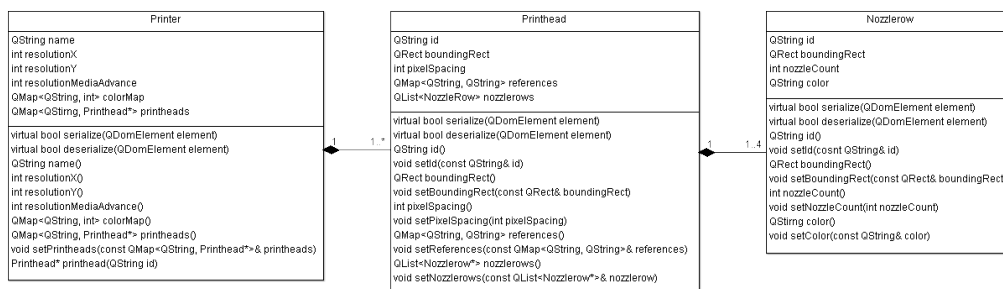 Printer
QString name
int resolutionX
int resolutionY
int resolutionMediaAdvance
QMap<QString, int> colorMap
QMap<QString, Printhead*> printheads
virtual bool serialize(QDomElement element)
virtual bool deserialize(QDomElement element)
QString name()
int resolutionX()
int resolutionY()
int resolutionMediaAdvance()
QMap<QString, int> colorMap()
QMap<QString, Printhead*> printheads()
void setPrintheads(const QMap<QString, Printhead*>& printheads)
Printhead* printhead(QString id)
1
1..*
Printhead
QString id
QRect boundingRect
int pixelSpacing
QMap<QString, QString> references
QList<NozzleRow> nozzlerows
virtual bool serialize(QDomElement element)
virtual bool deserialize(QDomElement element)
QString id()
void setId(const QString& id)
QRect boundingRect()
void setBoundingRect(const QRect& boundingRect)
int pixelSpacing()
void setPixelSpacing(int pixelSpacing)
QMap<QString, QString> references()
void setReferences(const QMap<QString, QString>& references)
QList<Nozzlerow*> nozzlerows()
void setNozzlerows(const QList<Nozzlerow*>& nozzlerow)
1
1..4
Nozzlerow
QString id
QRect boundingRect
int nozzleCount
QString color
virtual bool serialize(QDomElement element)
virtual bool deserialize(QDomElement element)
QString id()
void setId(cosnt QString& id)
QRect boundingRect()
void setBoundingRect(const QRect& boundingRect)
int nozzleCount()
void setNozzleCount(int nozzleCount)
QStirng color()
void setColor(const QString& color)